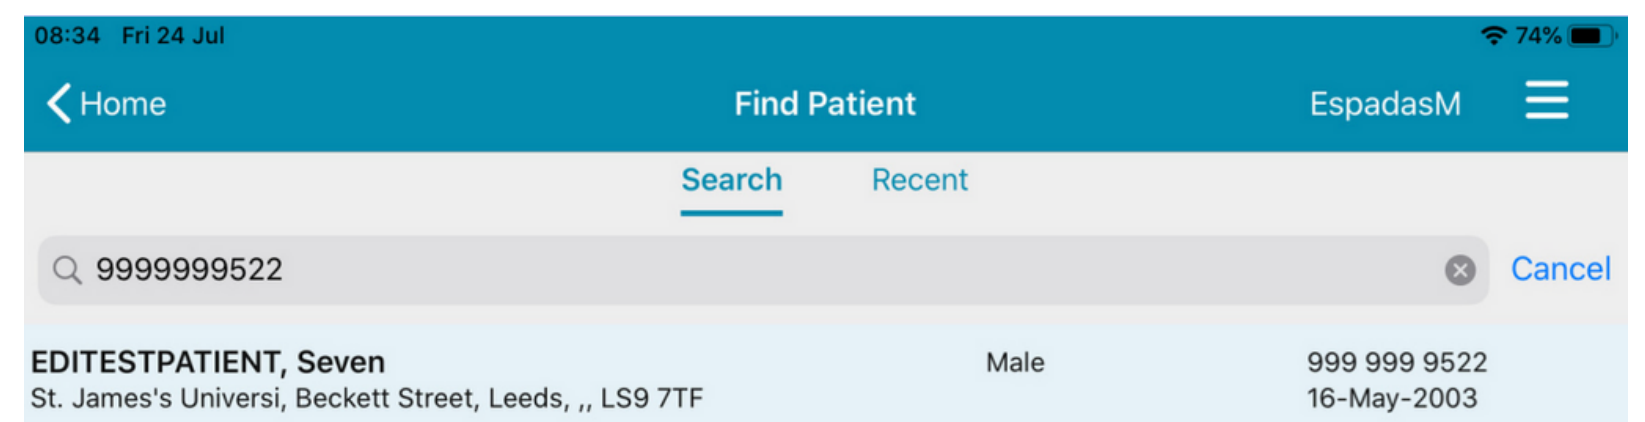 08:34 Fri 24 Jul 74%
Home Find Patient EspadasM
Search Recent
9999999522 Cancel
EDITESTPATIENT, Seven Male 999 999 9522
St. James's Universi, Beckett Street, Leeds, ,, LS9 7TF 16-May-2003